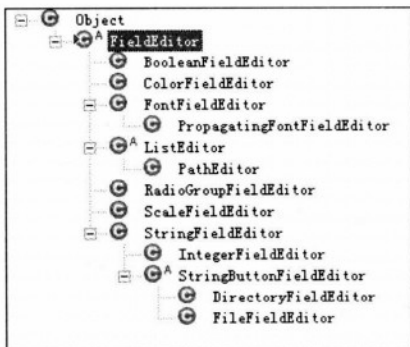 Object
FieldEditor
BooleanFieldEditor
ColorFieldEditor
FontFieldEditor
PropagatingFontFieldEditor
ListEditor
PathEditor
RadioGroupFieldEditor
ScaleFieldEditor
StringFieldEditor
IntegerFieldEditor
StringButtonFieldEditor
DirectoryFieldEditor
FileFieldEditor